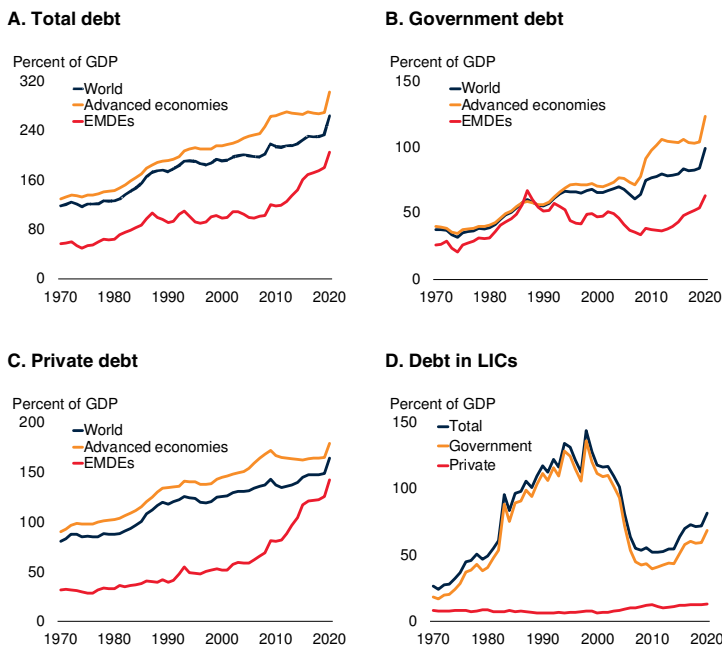 A. Total debt
Percent of GDP
320
World
Advanced economies
EMDEs
240
160
80
0
1970 1980 1990 2000 2010 2020
B. Government debt
Percent of GDP
150
World
Advanced economies
EMDEs
100
50
0
1970 1980 1990 2000 2010 2020
C. Private debt
Percent of GDP
200
World
Advanced economies
EMDEs
150
100
50
0
1970 1980 1990 2000 2010 2020
D. Debt in LICs
Percent of GDP
150
Total
Government
Private
100
50
0
1970 1980 1990 2000 2010 2020